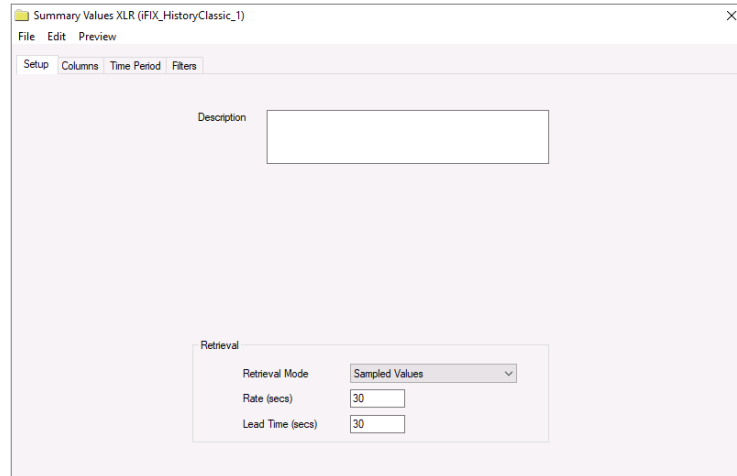 Summary Values XLR (iFIX_HistoryClassic_1)
File Edit Preview
Setup Columns Time Period Filters
Description
Retrieval
Retrieval Mode Sampled Values
Rate (secs) 30
Lead Time (secs) 30